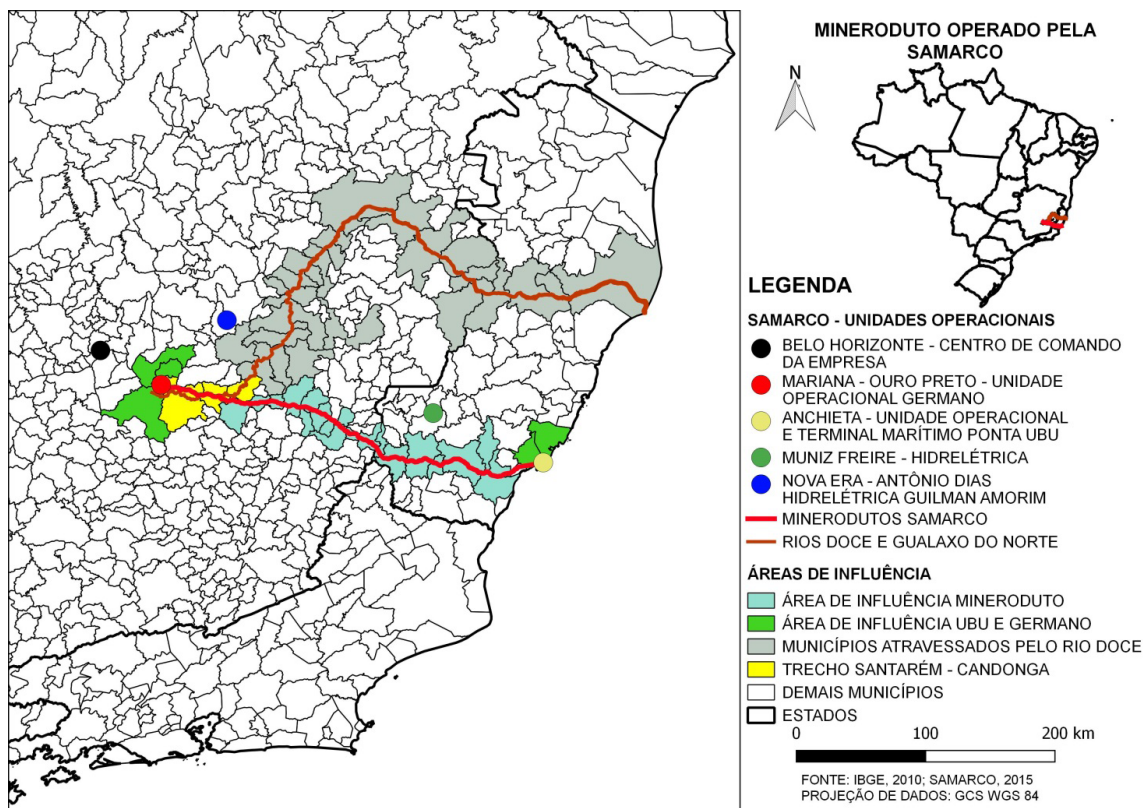 MINERODUTO OPERADO PELA
SAMARCO
N
LEGENDA
SAMARCO - UNIDADES OPERACIONAIS
BELO HORIZONTE - CENTRO DE COMANDO
DA EMPRESA
MARIANA - OURO PRETO - UNIDADE
OPERACIONAL GERMANO
ANCHIETA - UNIDADE OPERACIONAL
E TERMINAL MARÍTIMO PONTA UBU
MUNIZ FREIRE - HIDRELÉTRICA
NOVA ERA - ANTÔNIO DIAS
HIDRELÉTRICA GUILMAN AMORIM
MINERODUTOS SAMARCO
RIOS DOCE E GUALAXO DO NORTE
ÁREAS DE INFLUÊNCIA
ÁREA DE INFLUÊNCIA MINERODUTO
ÁREA DE INFLUÊNCIA UBU E GERMANO
MUNICÍPIOS ATRAVESSADOS PELO RIO DOCE
TRECHO SANTARÉM - CANDONGA
DEMAIS MUNICÍPIOS
ESTADOS
0 100 200 km
FONTE: IBGE, 2010; SAMARCO, 2015
PROJEÇÃO DE DADOS: GCS WGS 84